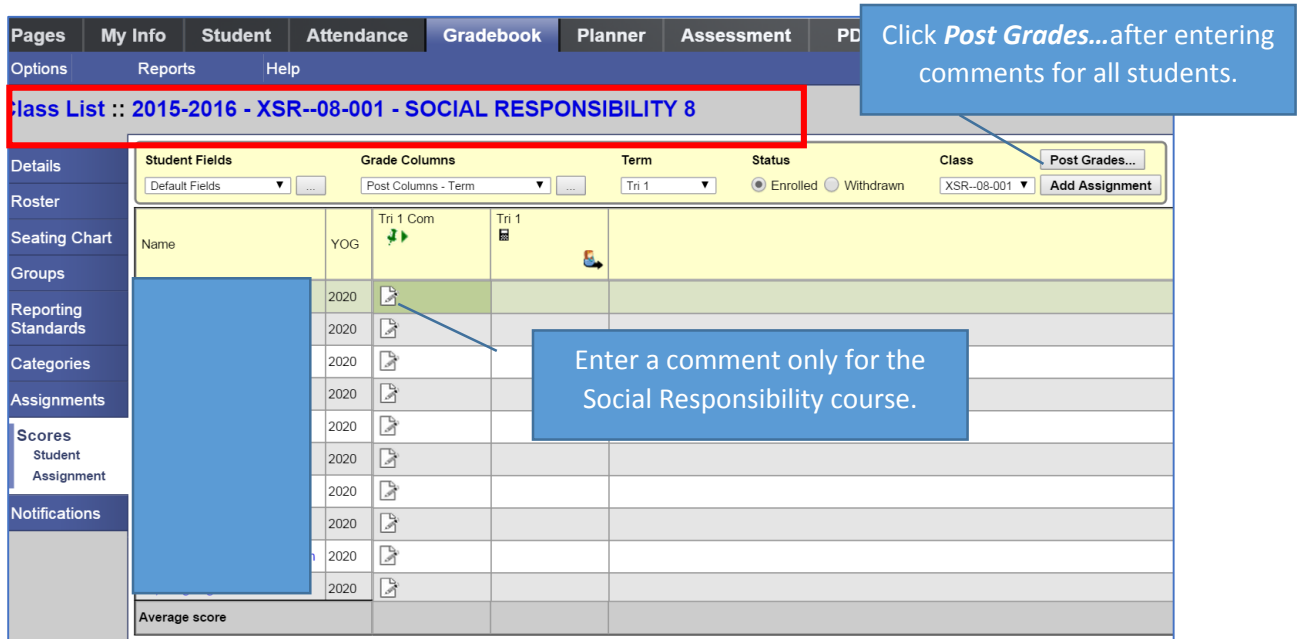 Pages My Info Student Attendance Gradebook Planner Assessment PD
Click Post Grades…after entering
comments for all students.
Options Reports Help
Class List :: 2015-2016 - XSR--08-001 - SOCIAL RESPONSIBILITY 8
Details
Roster
Seating Chart
Groups
Reporting
Standards
Categories
Assignments
Scores
Student
Assignment
Notifications
Student Fields Grade Columns Term Status Class Post Grades...
Default Fields ... Post Columns - Term ... Tri 1 Enrolled Withdrawn XSR--08-001 Add Assignment
Name YOG Tri 1 Com Tri 1
2020
2020
2020
2020
2020
2020
2020
2020
2020
2020
Enter a comment only for the
Social Responsibility course.
Average score